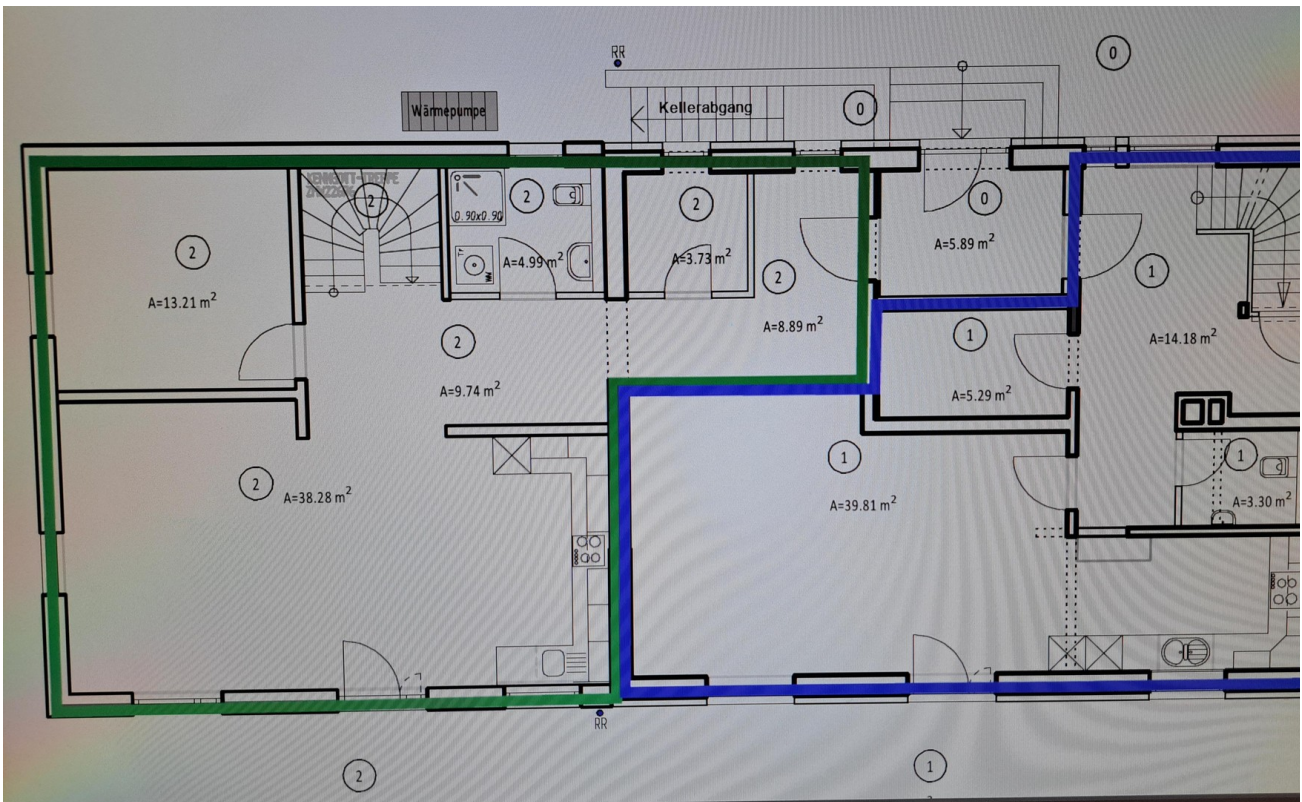 0
RR
Wärmepumpe
Kellerabgang
0
KENNGOTT-TREPPE
2
2
0.90x0.90
2
0
2
A=4.99 m²
A=3.73 m²
A=5.89 m²
A=13.21 m²
2
1
A=8.89 m²
2
1
A=14.18 m²
A=9.74 m²
A=5.29 m²
2
A=38.28 m²
1
A=39.81 m²
1
A=3.30 m²
RR
2
1